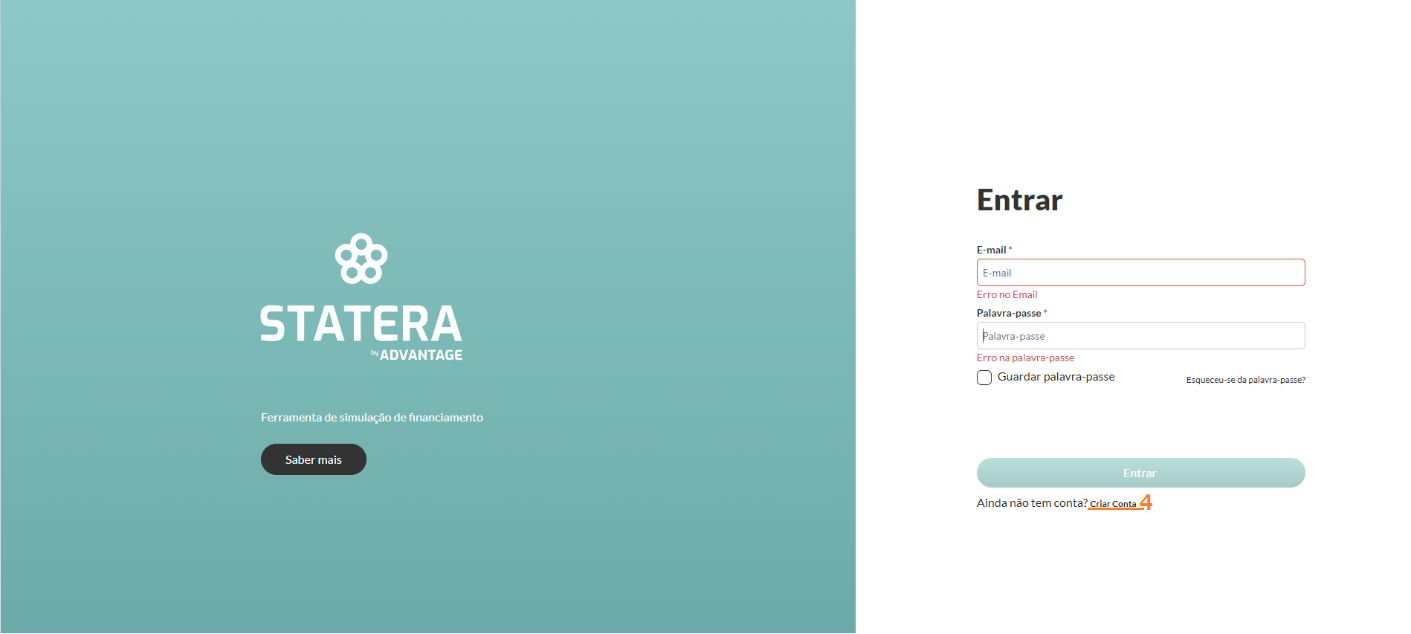 STATERA
by ADVANTAGE
Ferramenta de simulação de financiamento
Saber mais
Entrar
E-mail *
E-mail
Erro no Email
Palavra-passe *
Palavra-passe
Erro na palavra-passe
Guardar palavra-passe
Esqueceu-se da palavra-passe?
Entrar
Ainda não tem conta? Criar Conta 4